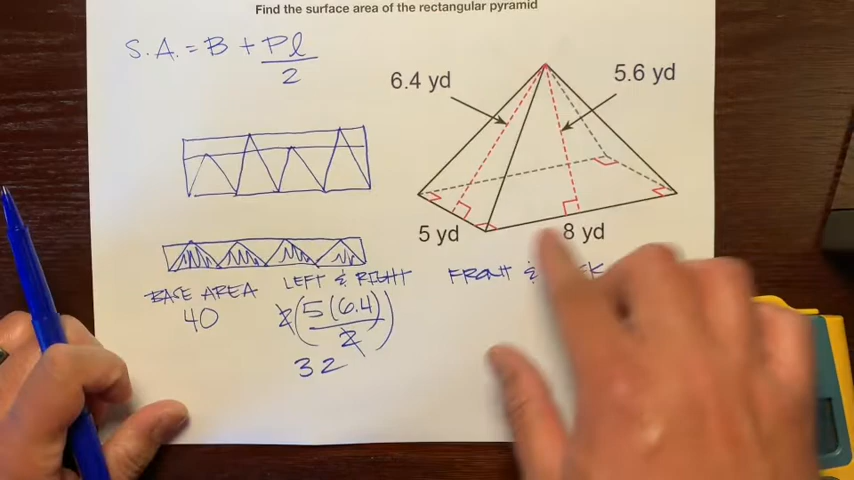 Find the surface area of the rectangular pyramid
S.A. = B + Pl
2
6.4 yd
5.6 yd
5 yd
8 yd
BASE AREA
40
LEFT & RIGHT
2(5(6.4)
2)
32
FRONT &